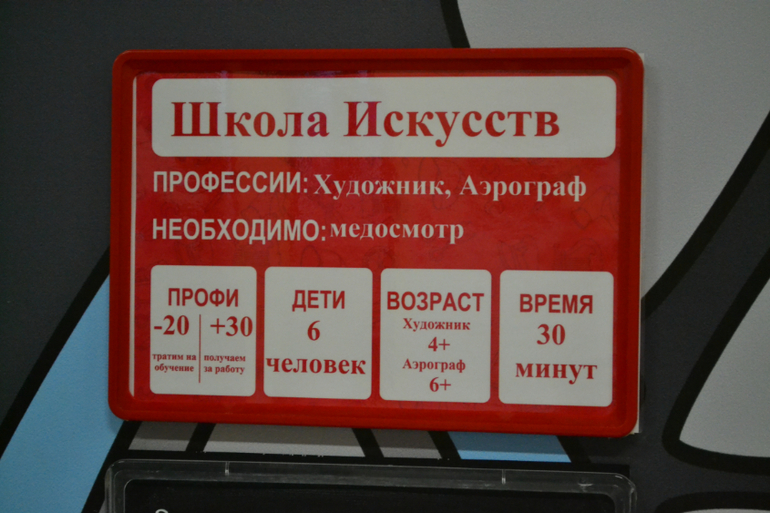 Школа Искусств
ПРОФЕССИИ: Художник, Аэрограф
НЕОБХОДИМО: медосмотр
ПРОФИ
-20 +30
тратим на обучение
получаем за работу
ДЕТИ
6
человек
ВОЗРАСТ
Художник
4+
Аэрограф
6+
ВРЕМЯ
30
минут